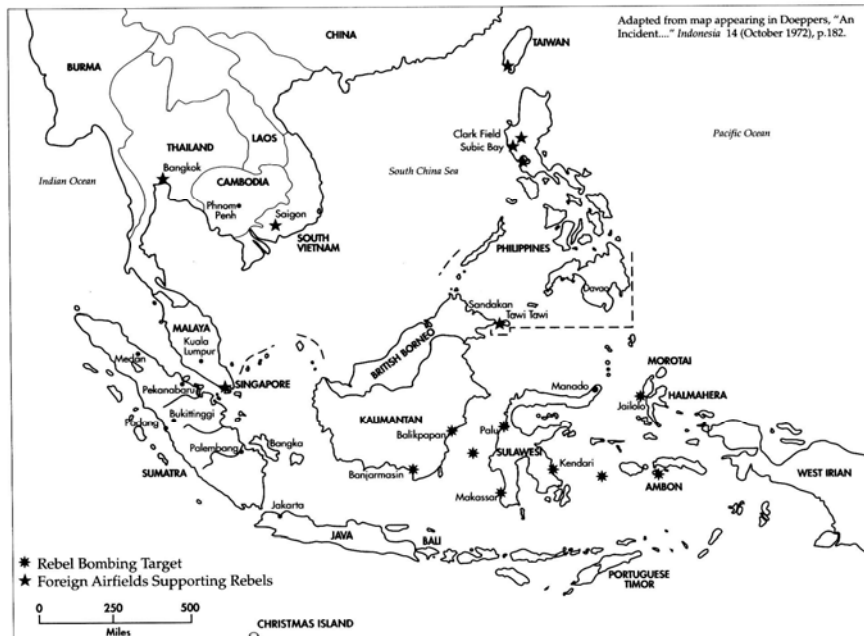 Adapted from map appearing in Doeppers, "An
Incident...." Indonesia 14 (October 1972), p.182.
CHINA
TAIWAN
BURMA
Clark Field
Subic Bay
Pacific Ocean
THAILAND
LAOS
Bangkok
South China Sea
Indian Ocean
CAMBODIA
Phnom
Penh
Saigon
SOUTH
VIETNAM
PHILIPPINES
Davao
Sandakan
Tawi Tawi
MALAYA
Kuala
Lumpur
BRITISH BORNEO
Medan
MOROTAI
Pekanbaru
SINGAPORE
Manado
HALMAHERA
Jailolo
Bukittinggi
KALIMANTAN
Padang
Balikpapan
Palu
Palembang
Bangka
SULAWESI
Kendari
SUMATRA
Banjarmasin
WEST IRIAN
AMBON
Makassar
Jakarta
JAVA
BALI
Rebel Bombing Target
PORTUGUESE
TIMOR
Foreign Airfields Supporting Rebels
0 250 500
Miles
CHRISTMAS ISLAND